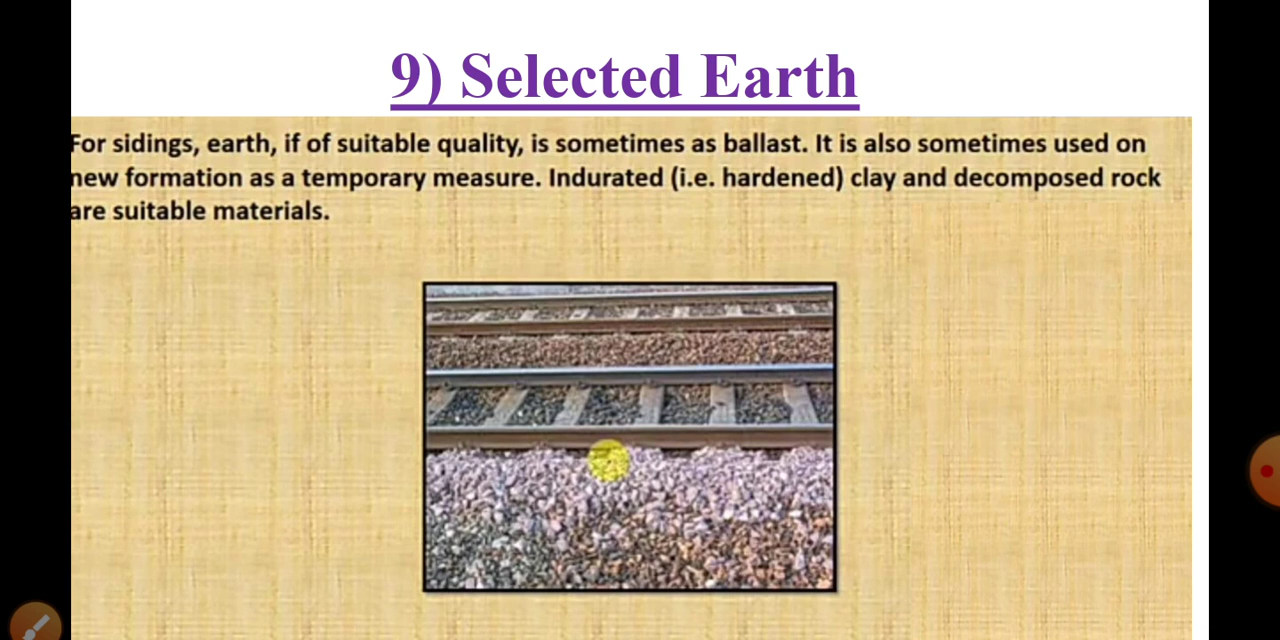 9) Selected Earth
For sidings, earth, if of suitable quality, is sometimes as ballast. It is also sometimes used on
new formation as a temporary measure. Indurated (i.e. hardened) clay and decomposed rock
are suitable materials.